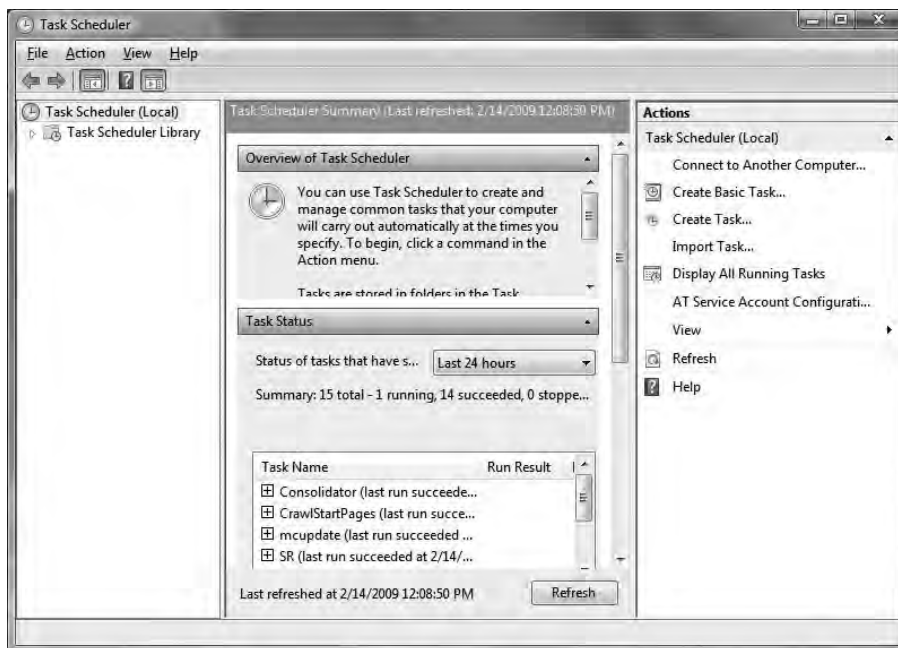 Task Scheduler
File Action View Help
Task Scheduler (Local)
Task Scheduler Library
Task Scheduler Summary (Last refreshed: 2/14/2009 12:08:50 PM)
Overview of Task Scheduler
You can use Task Scheduler to create and
manage common tasks that your computer
will carry out automatically at the times you
specify. To begin, click a command in the
Action menu.
Tasks are stored in folders in the Task
Task Status
Status of tasks that have s... Last 24 hours
Summary: 15 total - 1 running, 14 succeeded, 0 stoppe...
Task Name Run Result
Consolidator (last run succeede...
CrawlStartPages (last run succe...
mcupdate (last run succeeded ...
SR (last run succeeded at 2/14/...
Last refreshed at 2/14/2009 12:08:50 PM Refresh
Actions
Task Scheduler (Local)
Connect to Another Computer...
Create Basic Task...
Create Task...
Import Task...
Display All Running Tasks
AT Service Account Configurati...
View
Refresh
Help